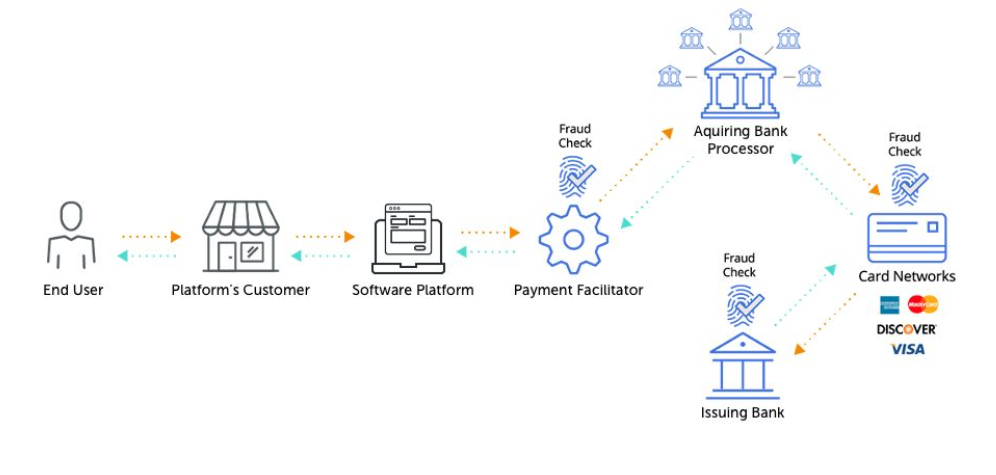 Fraud
Check
Aquiring Bank
Processor
Fraud
Check
End User
Platform's Customer
Software Platform
Payment Facilitator
Fraud
Check
Card Networks
MasterCard
DISCOVER
VISA
Issuing Bank